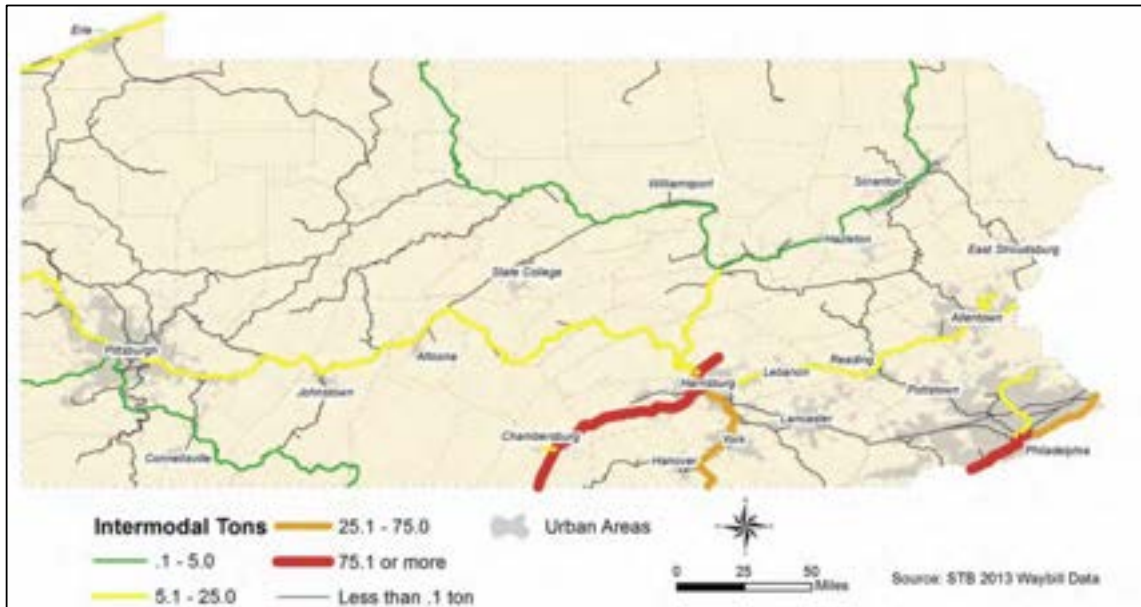 Erie
Williamsport
Scranton
Hazleton
East Stroudsburg
State College
Allentown
Pittsburgh
Altoona
Reading
Lebanon
Harrisburg
Pottstown
Johnstown
Lancaster
Chambersburg
York
Philadelphia
Connellsville
Hanover
Intermodal Tons
25.1 - 75.0
Urban Areas
.1 - 5.0
75.1 or more
5.1 - 25.0
Less than .1 ton
0 25 50
Miles
Source: STB 2013 Waybill Data